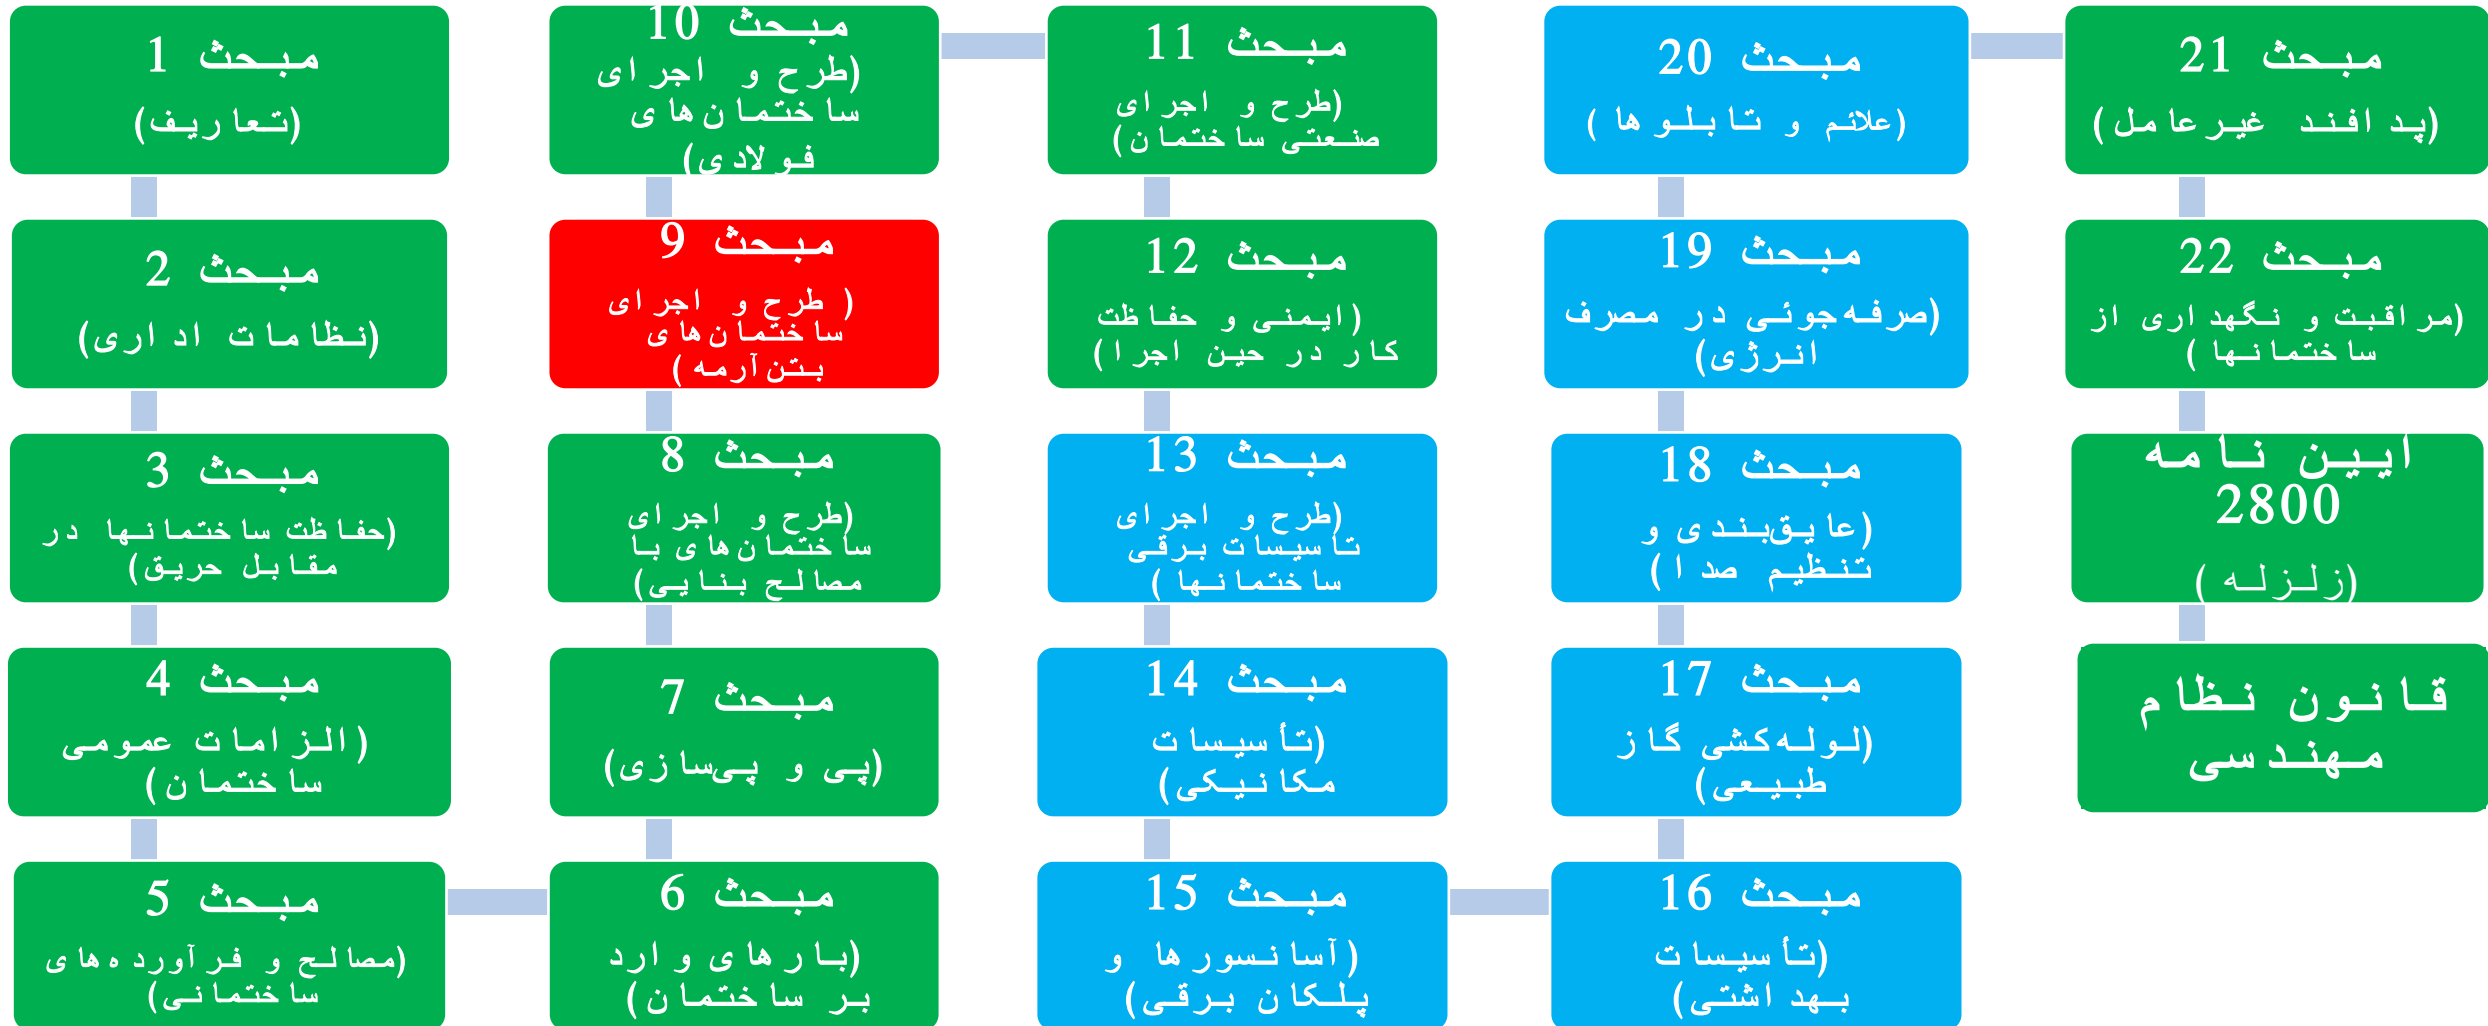 مبحث 1
(تعاریف)
مبحث 2
(نظامات اداری)
مبحث 3
(حفاظت ساختمانها در
مقابل حریق)
مبحث 4
(الزامات عمومی
ساختمان)
مبحث 5
(مصالح و فرآورده‌های
ساختمانی)
مبحث 6
(بارهای وارد
بر ساختمان)
مبحث 7
(پی و پی‌سازی)
مبحث 8
(طرح و اجرای
ساختمان‌های با
مصالح بنایی)
مبحث 9
( طرح و اجرای
ساختمان‌های
بتن‌آرمه)
مبحث 10
(طرح و اجرای
ساختمان‌های
فولادی)
مبحث 11
(طرح و اجرای
صنعتی ساختمان)
مبحث 12
(ایمنی و حفاظت
کار در حین اجرا)
مبحث 13
(طرح و اجرای
تاسیسات برقی
ساختمانها)
مبحث 14
(تأسیسات
مکانیکی)
مبحث 15
(آسانسورها و
پلکان برقی)
مبحث 16
(تأسیسات
بهداشتی)
مبحث 17
(لوله‌کشی گاز
طبیعی)
مبحث 18
(عایق‌بندی و
تنظیم صدا)
مبحث 19
(صرفه‌جوئی در مصرف
انرژی)
مبحث 20
(علائم و تابلوها)
مبحث 21
(پدافند غیرعامل)
مبحث 22
(مراقبت و نگهداری از
ساختمانها)
ایین نامه
2800
(زلزله)
قانون نظام
مهندسی